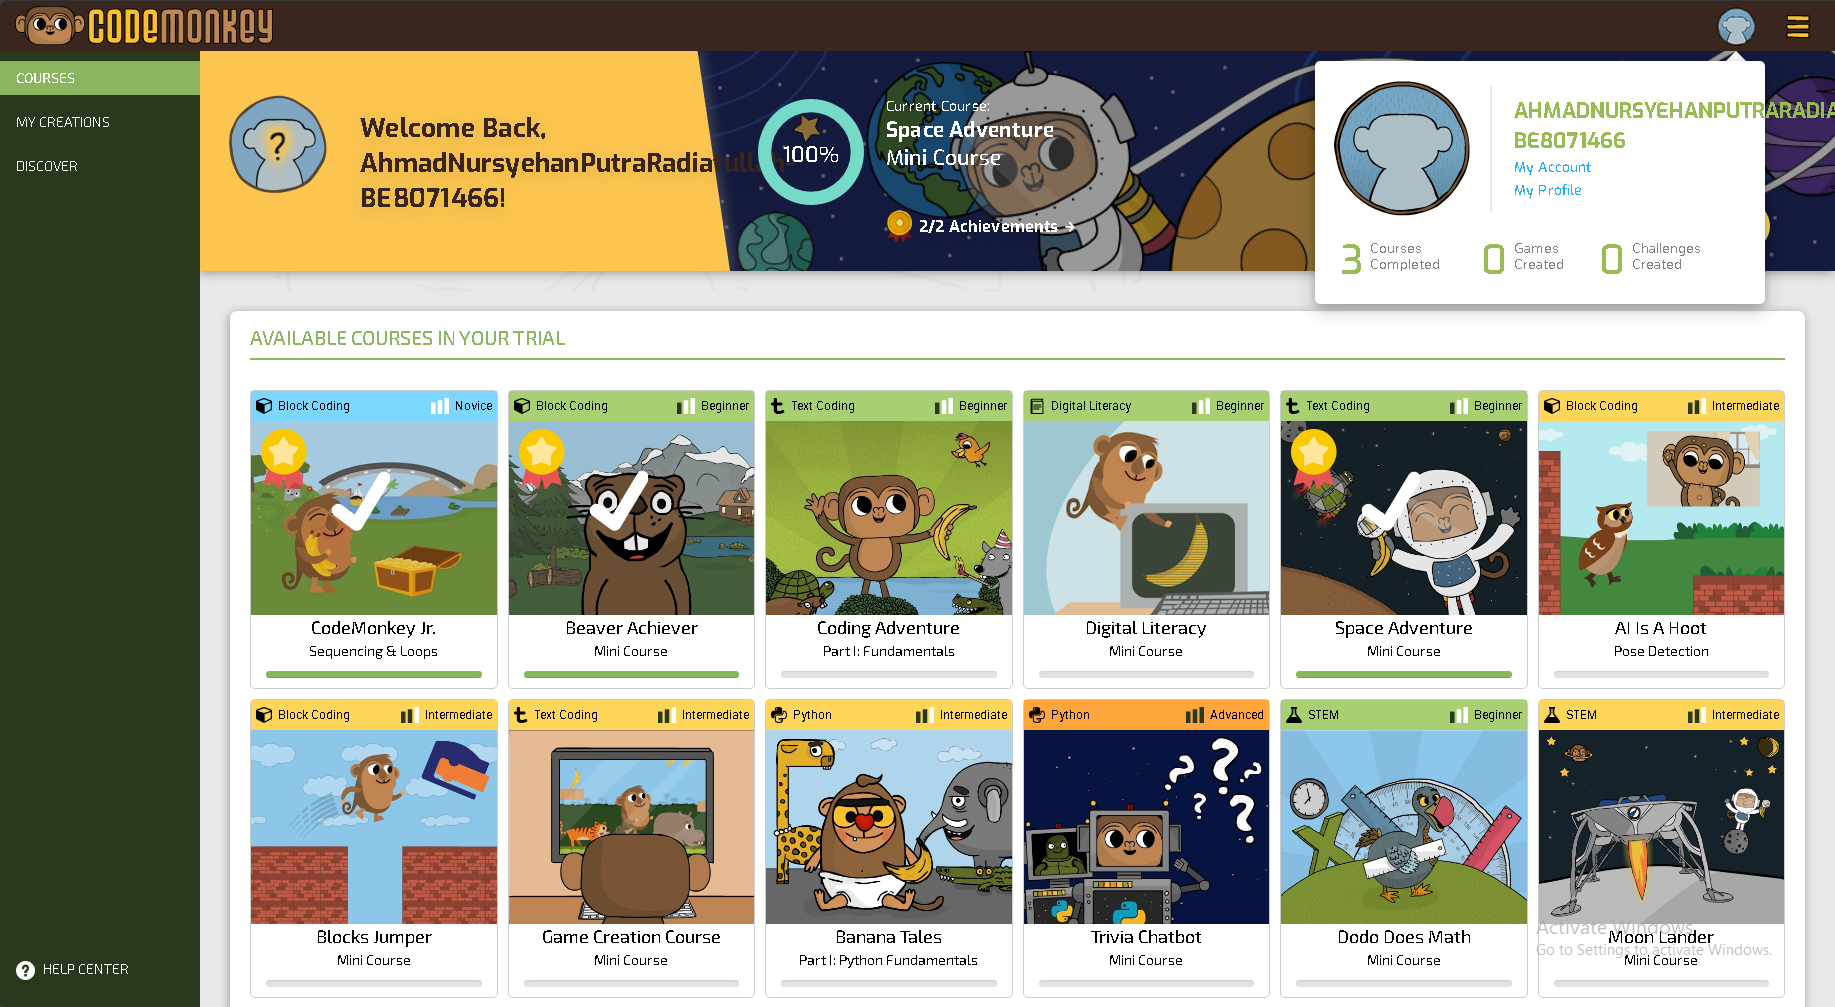 CODEMONKEY
COURSES
MY CREATIONS
DISCOVER
HELP CENTER
Welcome Back,
AhmadNursyehanPutraRadiatullah
BE8071466!
100%
Current Course:
Space Adventure
Mini Course
2/2 Achievements →
AHMADNURSYEHANPUTRARADIA
BE8071466
My Account
My Profile
3 Courses Completed
0 Games Created
0 Challenges Created
AVAILABLE COURSES IN YOUR TRIAL
Block Coding Novice
CodeMonkey Jr.
Sequencing & Loops
Block Coding Beginner
Beaver Achiever
Mini Course
Text Coding Beginner
Coding Adventure
Part I: Fundamentals
Digital Literacy Beginner
Digital Literacy
Mini Course
Text Coding Beginner
Space Adventure
Mini Course
Block Coding Intermediate
AI Is A Hoot
Pose Detection
Block Coding Intermediate
Blocks Jumper
Mini Course
Text Coding Intermediate
Game Creation Course
Mini Course
Python Intermediate
Banana Tales
Part I: Python Fundamentals
Python Advanced
Trivia Chatbot
Mini Course
STEM Beginner
Dodo Does Math
Mini Course
STEM Intermediate
Moon Lander
Mini Course
Activate Windows
Go to Settings to activate Windows.